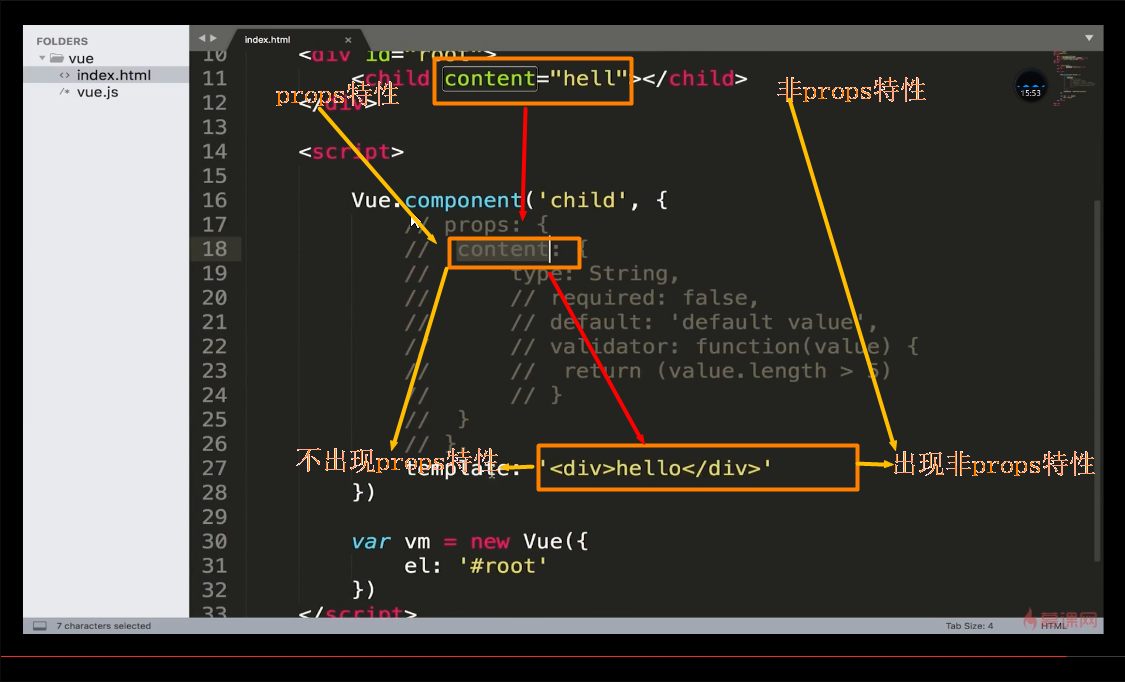 FOLDERS
vue
index.html
vue.js
index.html
10 <div id="root">
11 <child content="hell"></child>
12 </div>
props特性
非props特性
15:53
13
14 <script>
15
16 Vue.component('child', {
17 // props: {
18 // content: {
19 // type: String,
20 // // required: false,
21 // // default: 'default value',
22 // // validator: function(value) {
23 // // return (value.length > 5)
24 // // }
25 // }
26 // },
不出现props特性
出现非props特性
27 template: '<div>hello</div>'
28 })
29
30 var vm = new Vue({
31 el: '#root'
32 })
33 </script>
7 characters selected
Tab Size: 4
HTML
慕课网